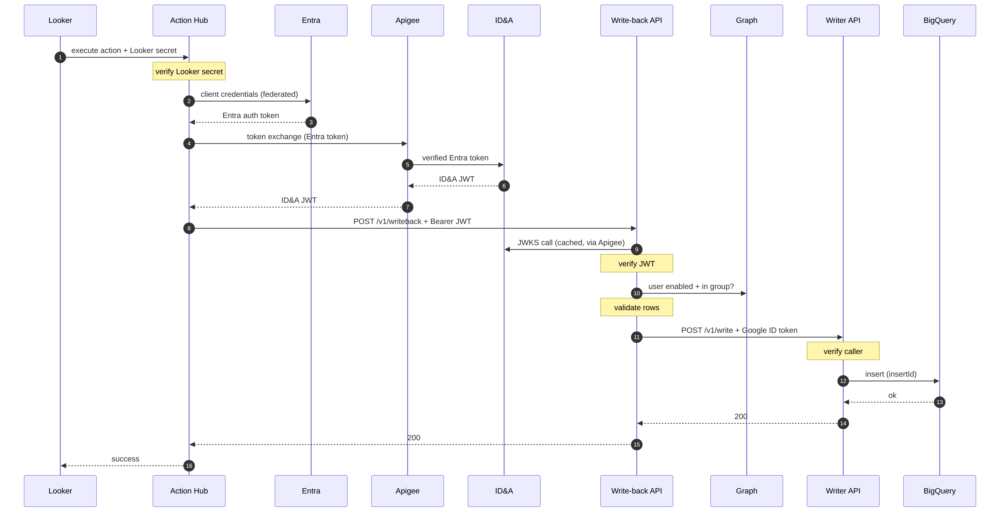 Looker
Action Hub
Entra
Apigee
ID&A
Write-back API
Graph
Writer API
BigQuery
execute action + Looker secret
1
verify Looker secret
client credentials (federated)
2
Entra auth token
3
token exchange (Entra token)
4
verified Entra token
5
ID&A JWT
6
ID&A JWT
7
POST /v1/writeback + Bearer JWT
8
JWKS call (cached, via Apigee)
9
verify JWT
user enabled + in group?
10
validate rows
POST /v1/write + Google ID token
11
verify caller
insert (insertId)
12
ok
13
200
14
200
15
success
16
Looker
Action Hub
Entra
Apigee
ID&A
Write-back API
Graph
Writer API
BigQuery